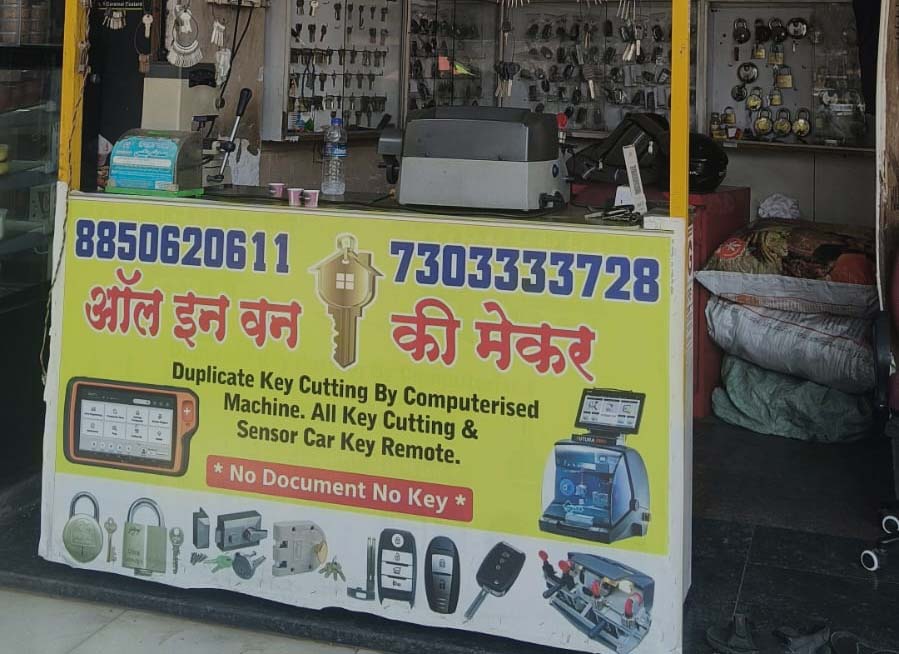 8850620611 7303333728
ऑल इन वन की मेकर
Duplicate Key Cutting By Computerised
Machine. All Key Cutting &
Sensor Car Key Remote.
* No Document No Key *